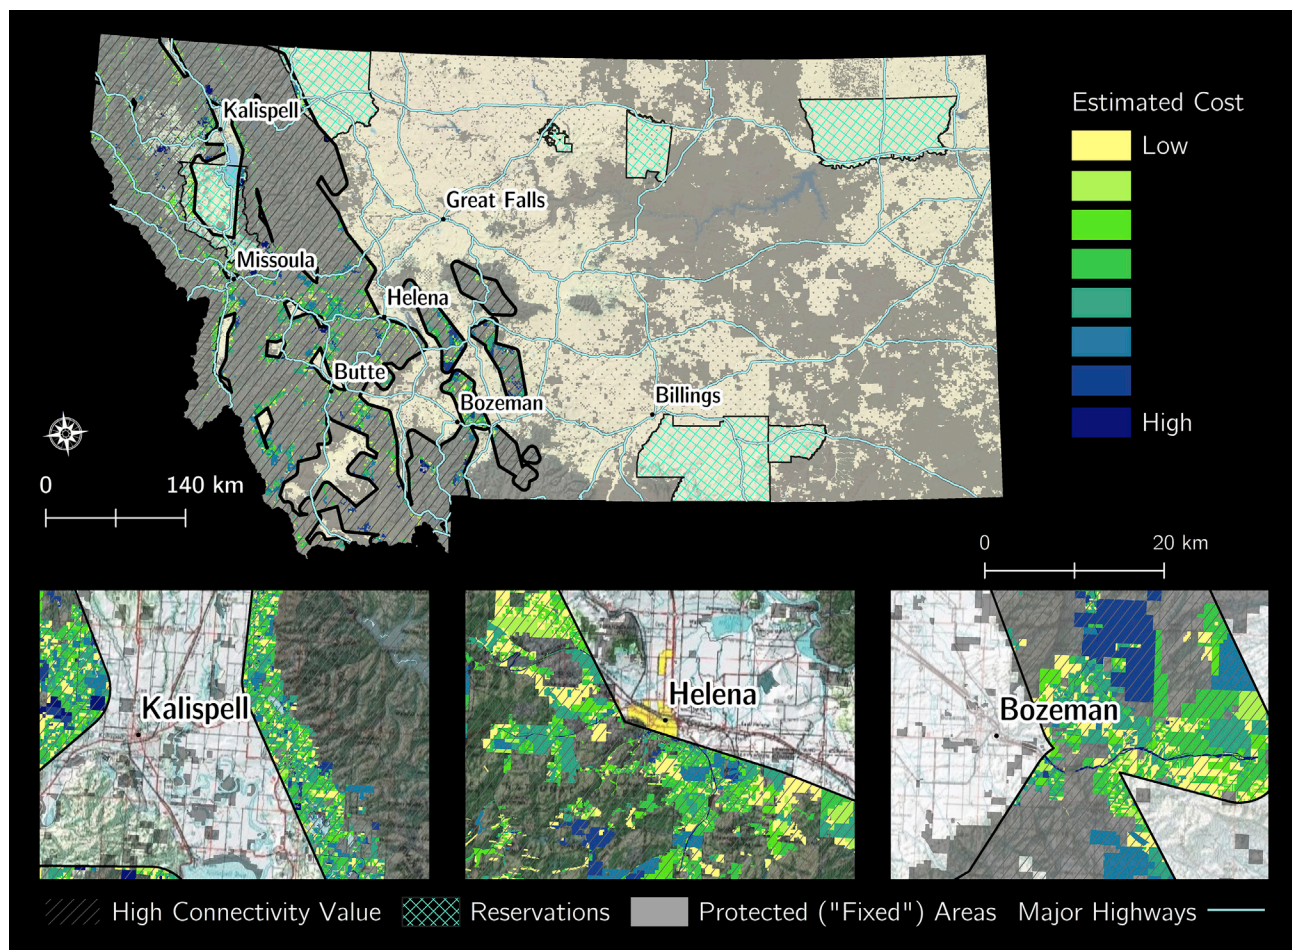 Kalispell
Great Falls
Missoula
Helena
Butte
Bozeman
Billings
Estimated Cost
Low
High
0 140 km
0 20 km
Kalispell
Helena
Bozeman
High Connectivity Value
Reservations
Protected ("Fixed") Areas
Major Highways